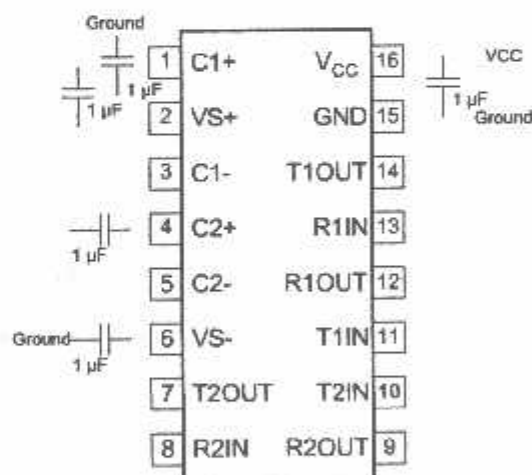 Ground
1 C1+ VCC 16 VCC
1 µF 1 µF 1 µF
2 VS+ GND 15 Ground
3 C1- T1OUT 14
4 C2+ R1IN 13
1 µF
5 C2- R1OUT 12
Ground 6 VS- T1IN 11
1 µF
7 T2OUT T2IN 10
8 R2IN R2OUT 9